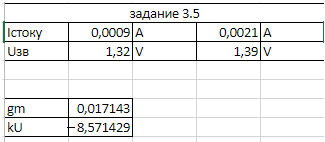 задание 3.5
Iстоку 0,0009 A 0,0021 A
Uзв 1,32 V 1,39 V
gm 0,017143
kU -8,571429